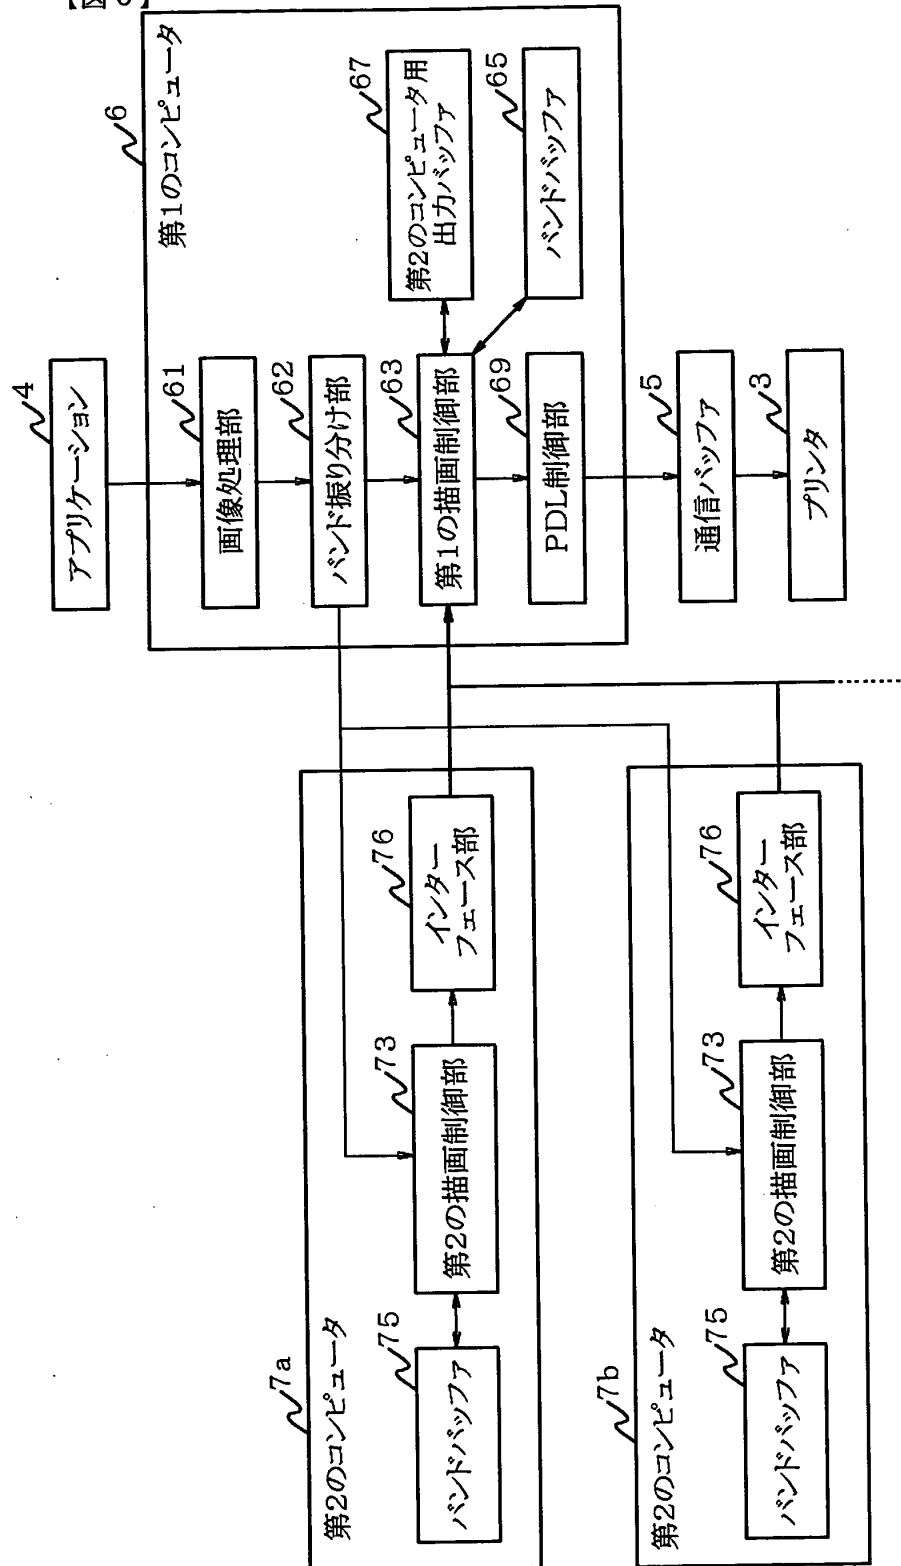 4
アプリケーション
6
第1のコンピュータ
61
画像処理部
62
バンド振り分け部
63
第1の描画制御部
67
第2のコンピュータ用
出力バッファ
65
バンドバッファ
69
PDL制御部
5
通信バッファ
3
プリンタ
7a
第2のコンピュータ
75
バンドバッファ
73
第2の描画制御部
76
インター
フェース部
7b
第2のコンピュータ
75
バンドバッファ
73
第2の描画制御部
76
インター
フェース部